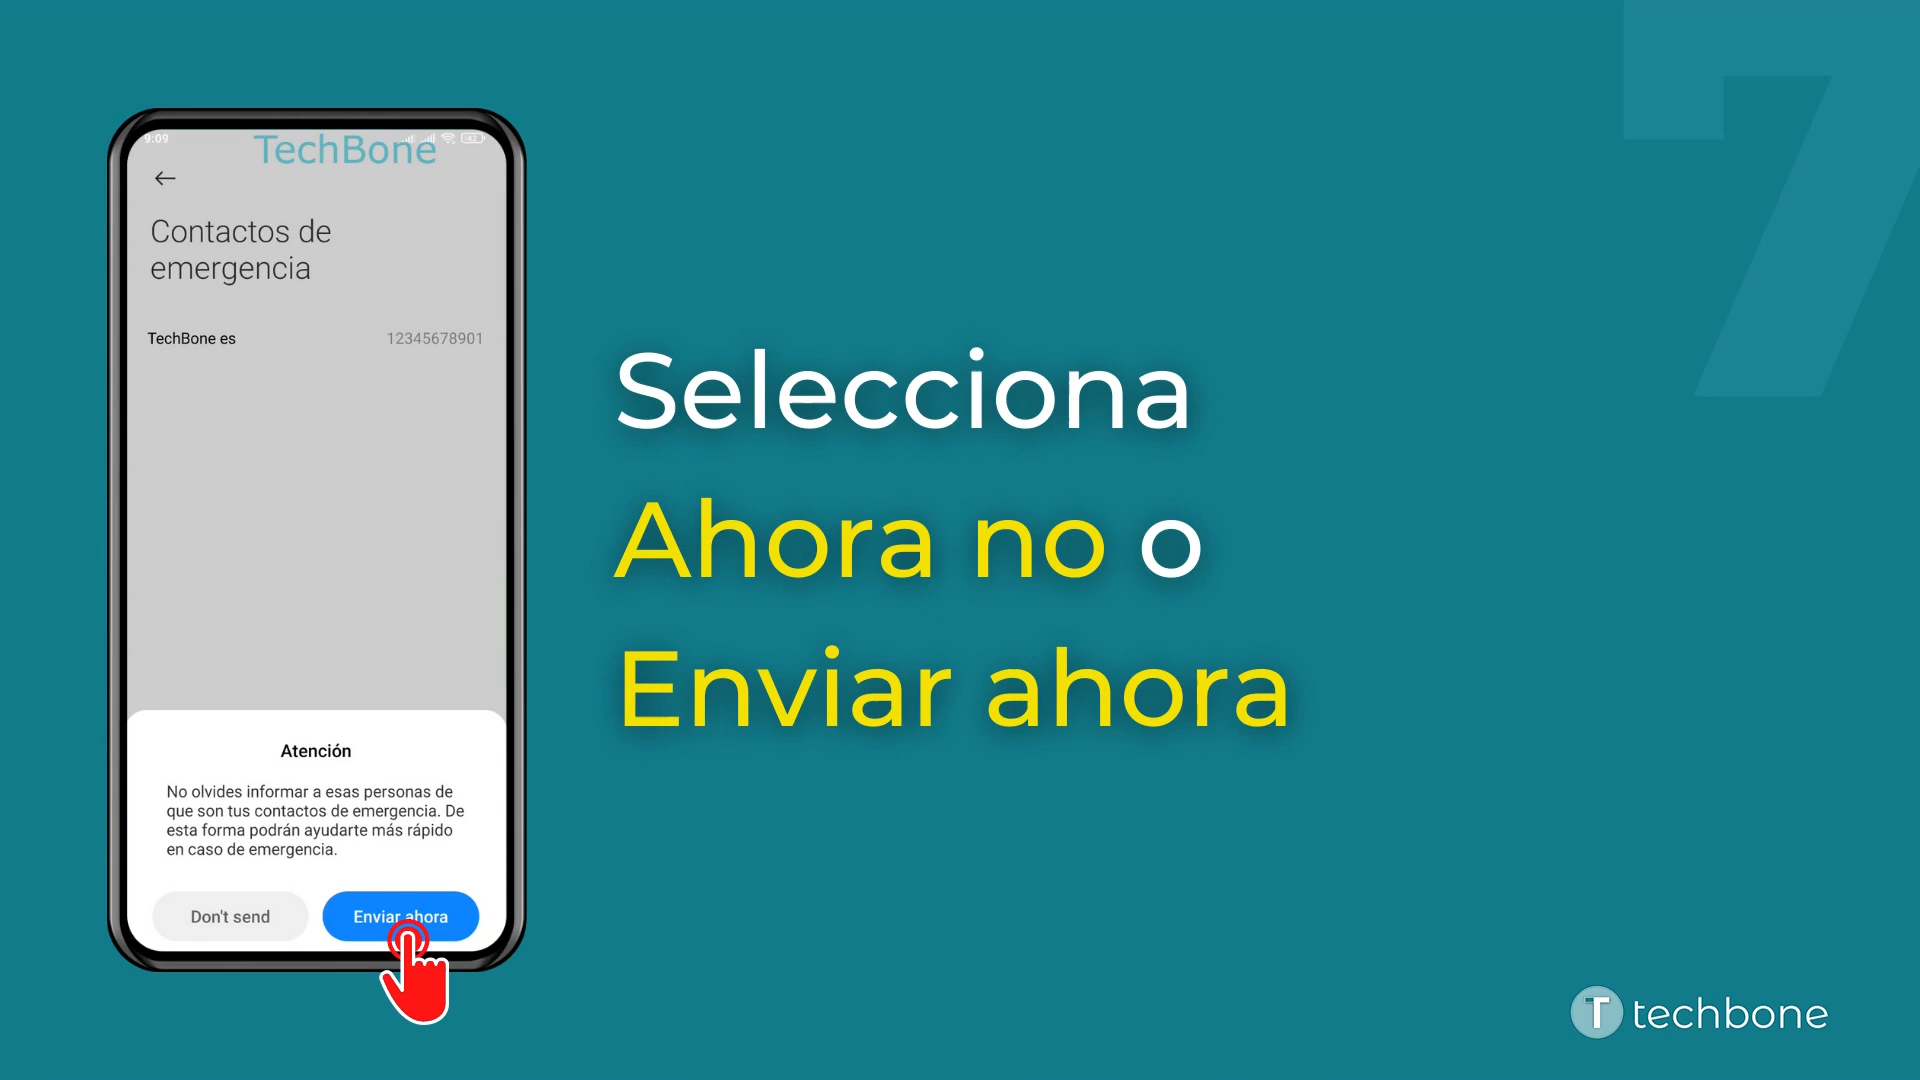 7
9:09
TechBone
Contactos de
emergencia
TechBone es 12345678901
Atención
No olvides informar a esas personas de
que son tus contactos de emergencia. De
esta forma podrán ayudarte más rápido
en caso de emergencia.
Don't send Enviar ahora
Selecciona
Ahora no o
Enviar ahora
T techbone